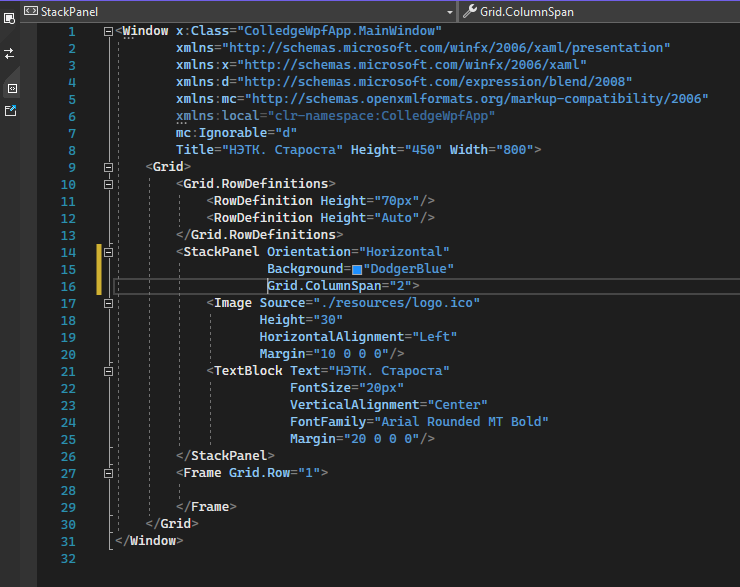 StackPanel Grid.ColumnSpan
1 <Window x:Class="ColledgeWpfApp.MainWindow"
2 xmlns="http://schemas.microsoft.com/winfx/2006/xaml/presentation"
3 xmlns:x="http://schemas.microsoft.com/winfx/2006/xaml"
4 xmlns:d="http://schemas.microsoft.com/expression/blend/2008"
5 xmlns:mc="http://schemas.openxmlformats.org/markup-compatibility/2006"
6 xmlns:local="clr-namespace:ColledgeWpfApp"
7 mc:Ignorable="d"
8 Title="НЭТК. Староста" Height="450" Width="800">
9 <Grid>
10 <Grid.RowDefinitions>
11 <RowDefinition Height="70px"/>
12 <RowDefinition Height="Auto"/>
13 </Grid.RowDefinitions>
14 <StackPanel Orientation="Horizontal"
15 Background="DodgerBlue"
16 Grid.ColumnSpan="2">
17 <Image Source="./resources/logo.ico"
18 Height="30"
19 HorizontalAlignment="Left"
20 Margin="10 0 0 0"/>
21 <TextBlock Text="НЭТК. Староста"
22 FontSize="20px"
23 VerticalAlignment="Center"
24 FontFamily="Arial Rounded MT Bold"
25 Margin="20 0 0 0"/>
26 </StackPanel>
27 <Frame Grid.Row="1">
28
29 </Frame>
30 </Grid>
31 </Window>
32